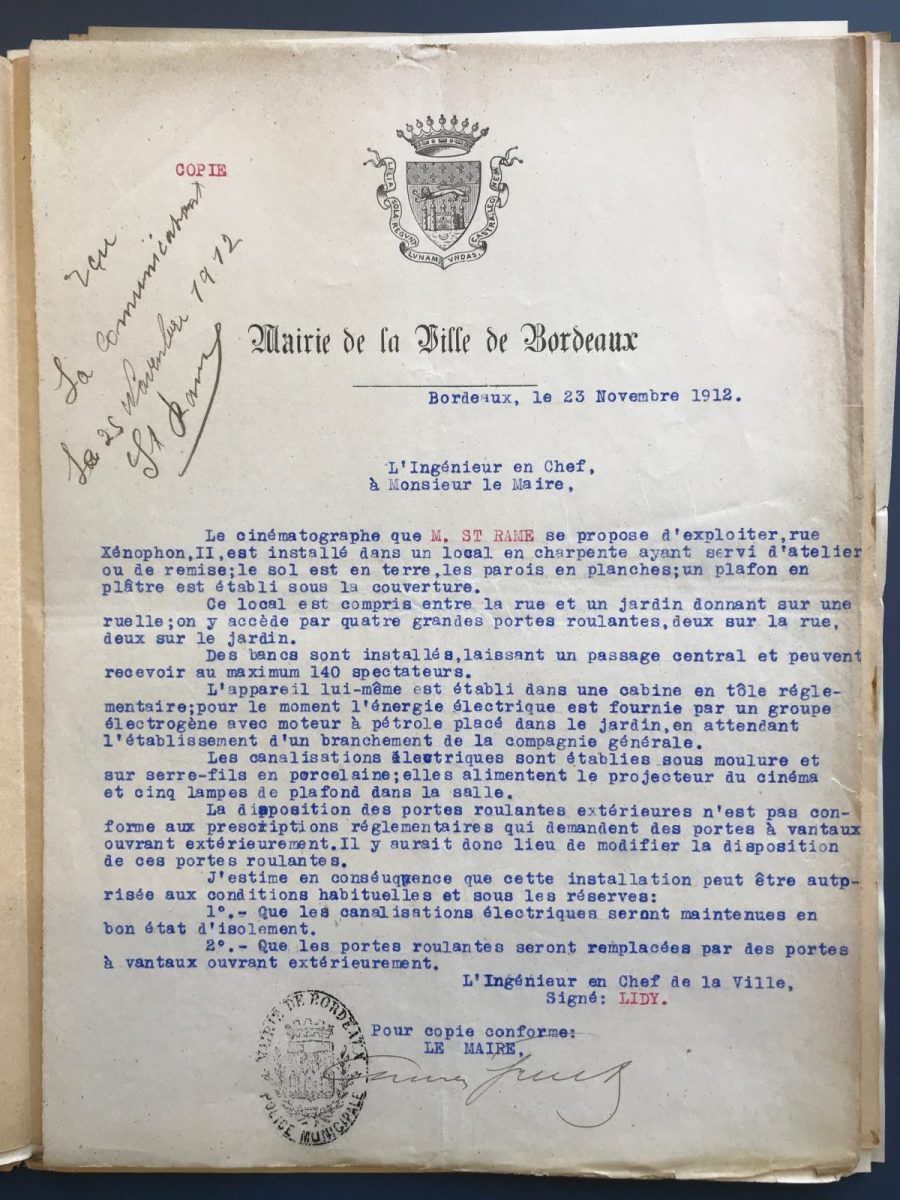 COPIE
reçu
La comunication
Le 25 Novembre 1912
St Rame
LILIA SOLA REGUNT LVNAM VNDAS, CASTRA LEONEM
Mairie de la Ville de Bordeaux
Bordeaux, le 23 Novembre 1912.
L'Ingénieur en Chef,
à Monsieur le Maire,
Le cinématographe que M. ST RAME se propose d'exploiter,rue
Xénophon,II,est installé dans un local en charpente ayant servi d'atelier
ou de remise;le sol est en terre,les parois en planches;un plafon en
plâtre est établi sous la couverture.
Ce local est compris entre la rue et un jardin donnant sur une
ruelle;on y accède par quatre grandes portes roulantes,deux sur la rue,
deux sur le jardin.
Des bancs sont installés,laissant un passage central et peuvent
recevoir au maximum 140 spectateurs.
L'appareil lui-même est établi dans une cabine en tôle régle-
mentaire;pour le moment l'énergie électrique est fournie par un groupe
électrogène avec moteur à pétrole placé dans le jardin,en attendant
l'établissement d'un branchement de la compagnie générale.
Les canalisations électriques sont établies sous moulure et
sur serre-fils en porcelaine;elles alimentent le projecteur du cinéma
et cinq lampes de plafond dans la salle.
La disposition des portes roulantes extérieures n'est pas con-
forme aux prescriptions réglementaires qui demandent des portes à vantaux
ouvrant extérieurement.Il y aurait donc lieu de modifier la disposition
de ces portes roulantes.
J'estime en conséuqence que cette installation peut être autp-
risée aux conditions habituelles et sous les réserves:
1°.- Que les canalisations électriques seront maintenues en
bon état d'isolement.
2°.- Que les portes roulantes seront remplacées par des portes
à vantaux ouvrant extérieurement.
L'Ingénieur en Chef de la Ville,
Signé: LIDY.
Pour copie conforme:
LE MAIRE,
MAIRIE DE BORDEAUX
POLICE MUNICIPALE